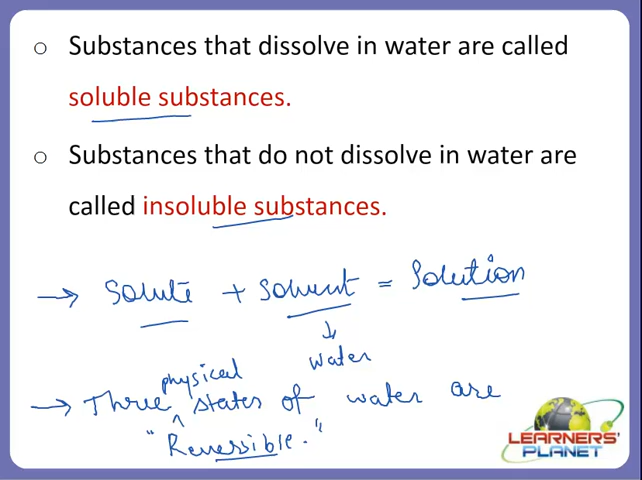 ○ Substances that dissolve in water are called
soluble substances.
○ Substances that do not dissolve in water are
called insoluble substances.
→ Solute + Solvent = Solution
↓
water
physical
→ Three ^ states of water are
"Reversible."
LEARNERS'
PLANET